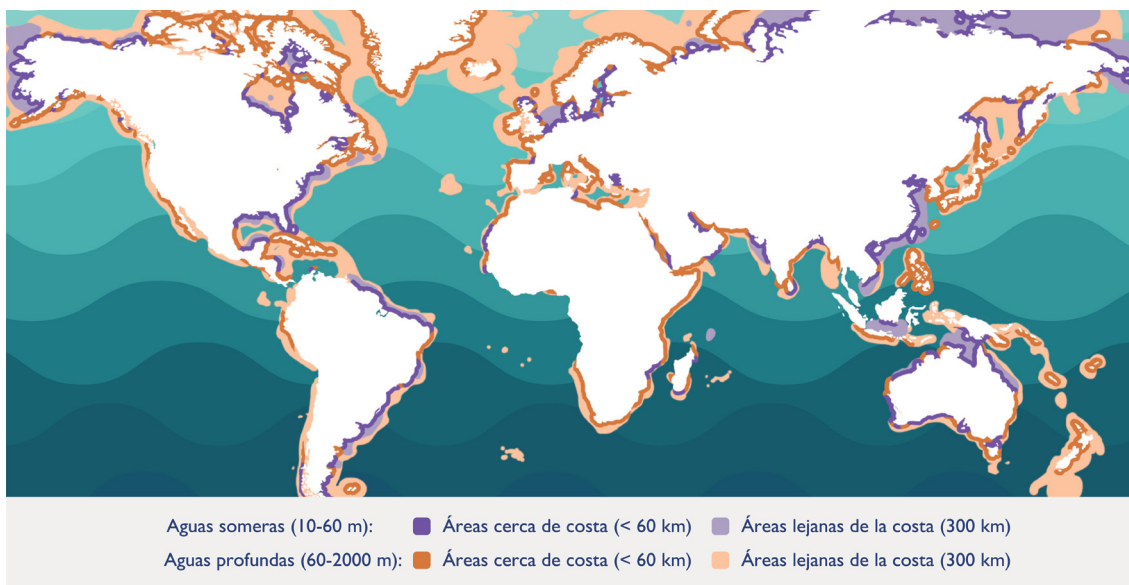 Aguas someras (10-60 m): Áreas cerca de costa (< 60 km) Áreas lejanas de la costa (300 km)
Aguas profundas (60-2000 m): Áreas cerca de costa (< 60 km) Áreas lejanas de la costa (300 km)